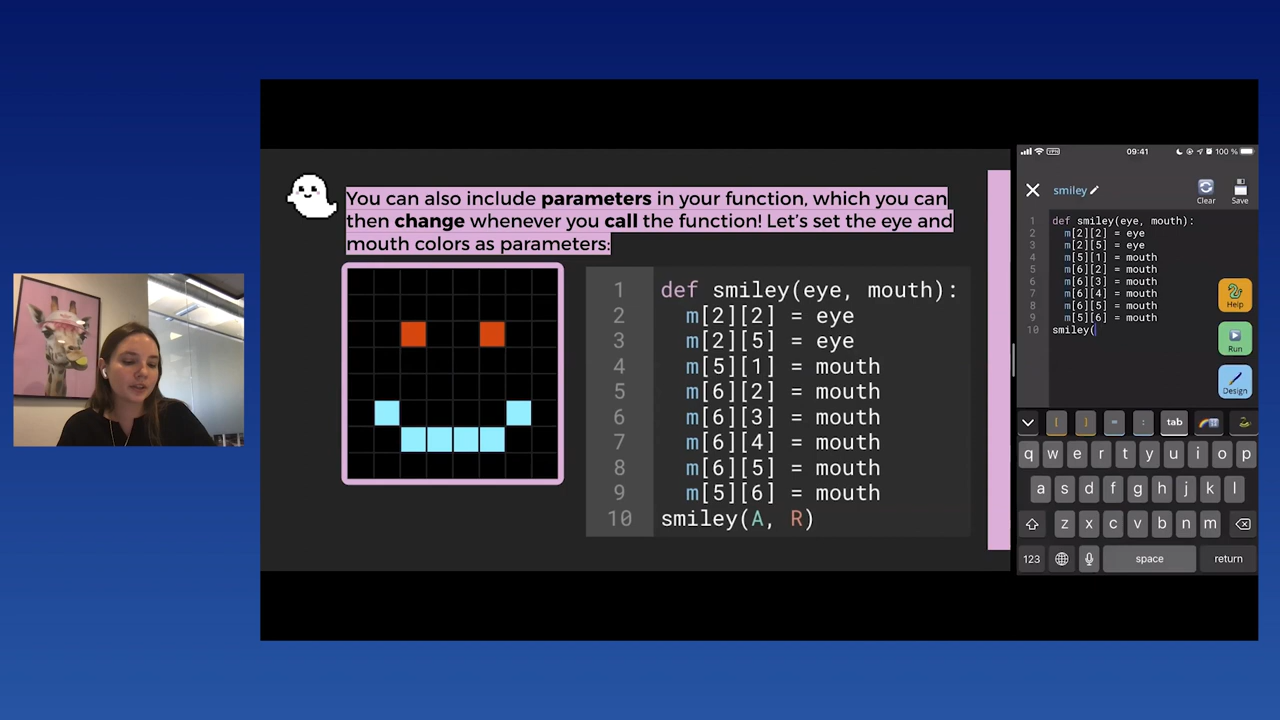 You can also include parameters in your function, which you can
then change whenever you call the function! Let's set the eye and
mouth colors as parameters:
1 def smiley(eye, mouth):
2 m[2][2] = eye
3 m[2][5] = eye
4 m[5][1] = mouth
5 m[6][2] = mouth
6 m[6][3] = mouth
7 m[6][4] = mouth
8 m[6][5] = mouth
9 m[5][6] = mouth
10 smiley(A, R)
VPN 09:41 100 %
smiley
Clear Save
1 def smiley(eye, mouth):
2 m[2][2] = eye
3 m[2][5] = eye
4 m[5][1] = mouth
5 m[6][2] = mouth
6 m[6][3] = mouth
7 m[6][4] = mouth
8 m[6][5] = mouth
9 m[5][6] = mouth
10 smiley(
Help
Run
Design
[ ] = : tab
q w e r t y u i o p
a s d f g h j k l
z x c v b n m
123 space return